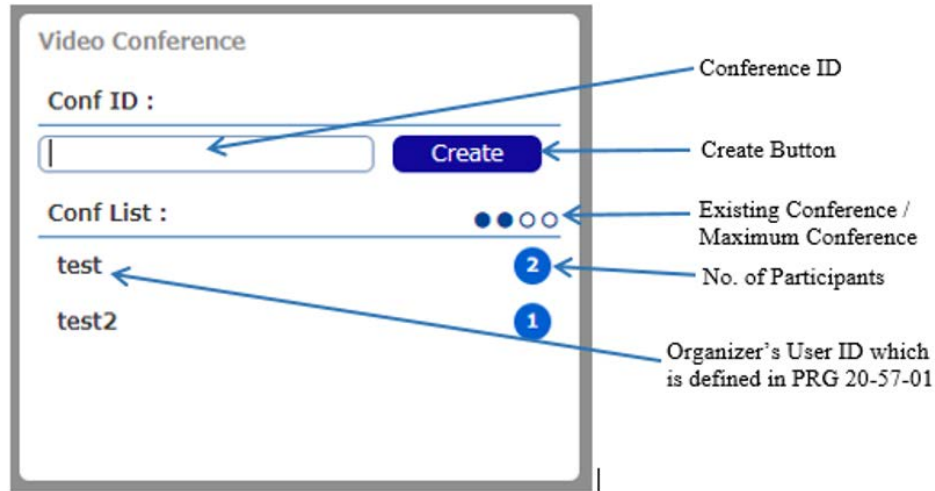 Video Conference
Conference ID
Conf ID :
Create
Create Button
Conf List :
Existing Conference /
Maximum Conference
test
2
No. of Participants
test2
1
Organizer's User ID which
is defined in PRG 20-57-01